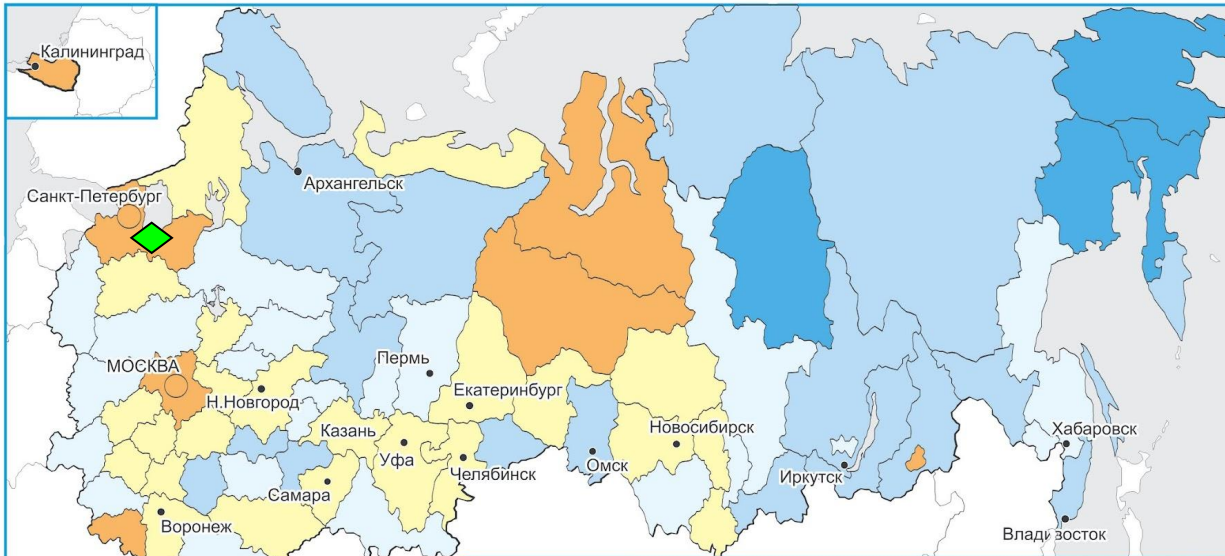 Калининград
Архангельск
Санкт-Петербург
Пермь
МОСКВА
Екатеринбург
Н.Новгород
Казань
Новосибирск
Хабаровск
Уфа
Челябинск
Омск
Иркутск
Самара
Воронеж
Владивосток